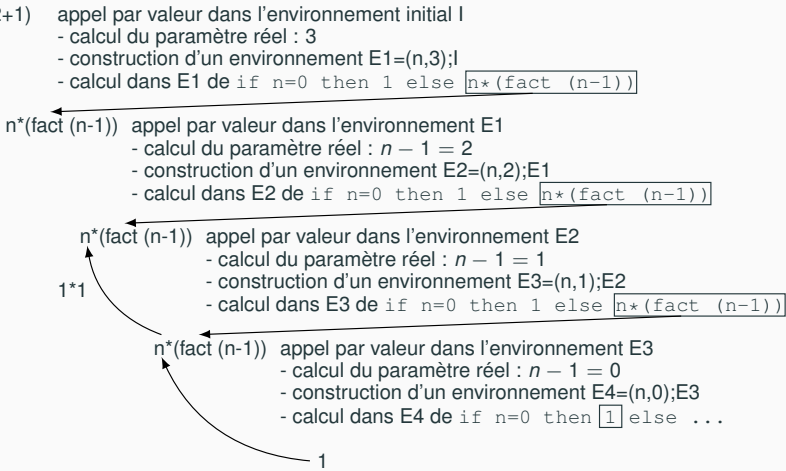 +1) appel par valeur dans l'environnement initial I
- calcul du paramètre réel : 3
- construction d'un environnement E1=(n,3);I
- calcul dans E1 de if n=0 then 1 else n*(fact (n-1))
n*(fact (n-1)) appel par valeur dans l'environnement E1
- calcul du paramètre réel : n − 1 = 2
- construction d'un environnement E2=(n,2);E1
- calcul dans E2 de if n=0 then 1 else n*(fact (n-1))
n*(fact (n-1)) appel par valeur dans l'environnement E2
- calcul du paramètre réel : n − 1 = 1
- construction d'un environnement E3=(n,1);E2
1*1
- calcul dans E3 de if n=0 then 1 else n*(fact (n-1))
n*(fact (n-1)) appel par valeur dans l'environnement E3
- calcul du paramètre réel : n − 1 = 0
- construction d'un environnement E4=(n,0);E3
- calcul dans E4 de if n=0 then 1 else ...
1